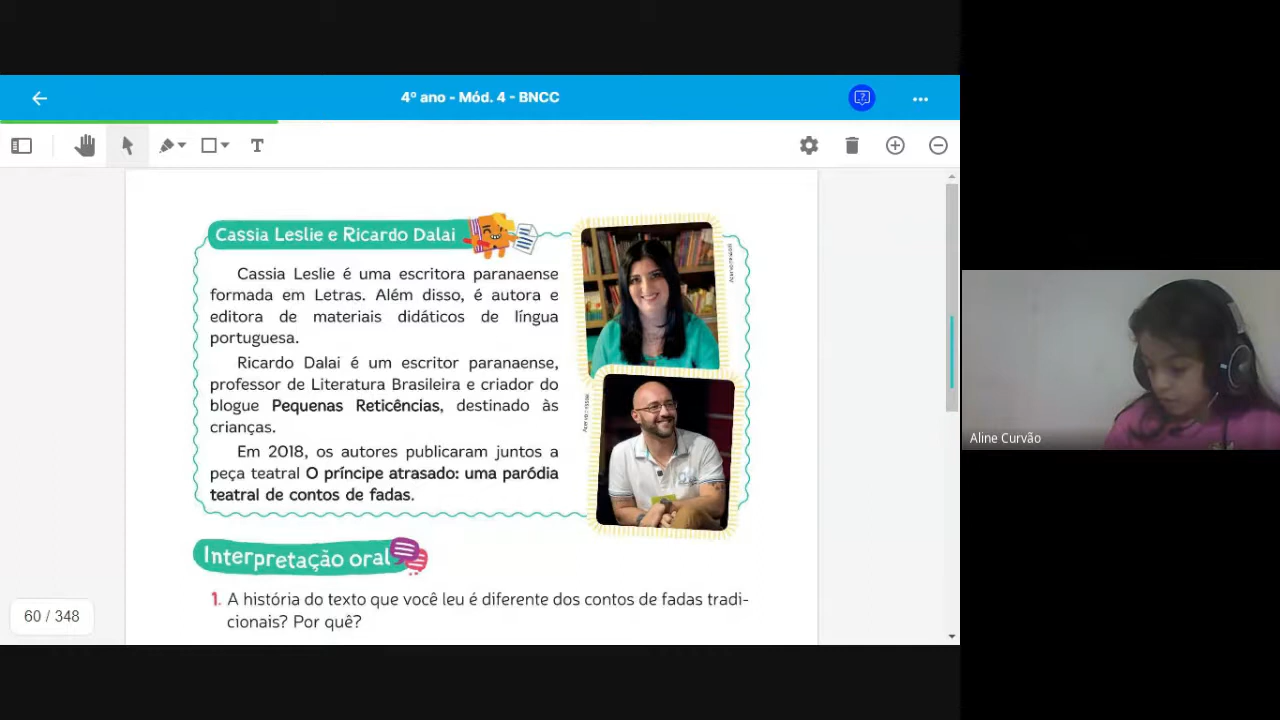 4º ano - Mód. 4 - BNCC
T
Cassia Leslie e Ricardo Dalai
Cassia Leslie é uma escritora paranaense
formada em Letras. Além disso, é autora e
editora de materiais didáticos de língua
portuguesa.
Ricardo Dalai é um escritor paranaense,
professor de Literatura Brasileira e criador do
blogue Pequenas Reticências, destinado às
crianças.
Em 2018, os autores publicaram juntos a
peça teatral O príncipe atrasado: uma paródia
teatral de contos de fadas.
Interpretação oral
1. A história do texto que você leu é diferente dos contos de fadas tradi-
cionais? Por quê?
60 / 348
Aline Curvão